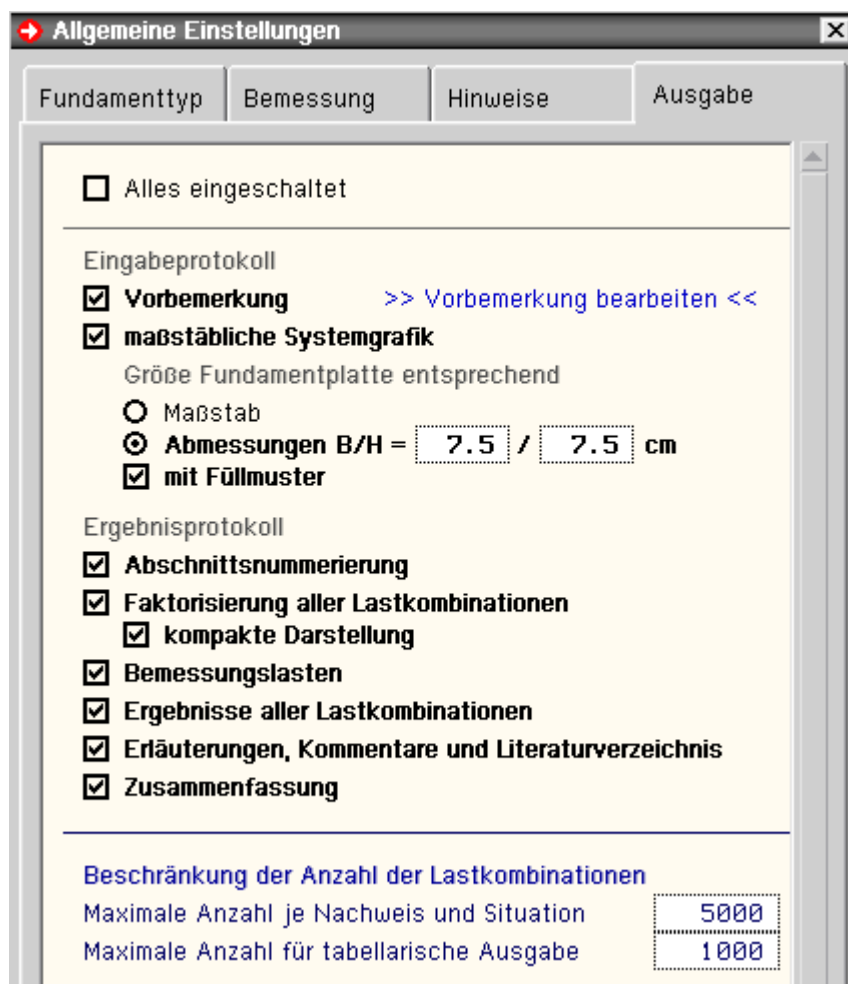 Allgemeine Einstellungen
Fundamenttyp Bemessung Hinweise Ausgabe
Alles eingeschaltet
Eingabeprotokoll
Vorbemerkung >> Vorbemerkung bearbeiten <<
maßstäbliche Systemgrafik
Größe Fundamentplatte entsprechend
Maßstab
Abmessungen B/H = 7.5 / 7.5 cm
mit Füllmuster
Ergebnisprotokoll
Abschnittsnummerierung
Faktorisierung aller Lastkombinationen
kompakte Darstellung
Bemessungslasten
Ergebnisse aller Lastkombinationen
Erläuterungen, Kommentare und Literaturverzeichnis
Zusammenfassung
Beschränkung der Anzahl der Lastkombinationen
Maximale Anzahl je Nachweis und Situation 5000
Maximale Anzahl für tabellarische Ausgabe 1000